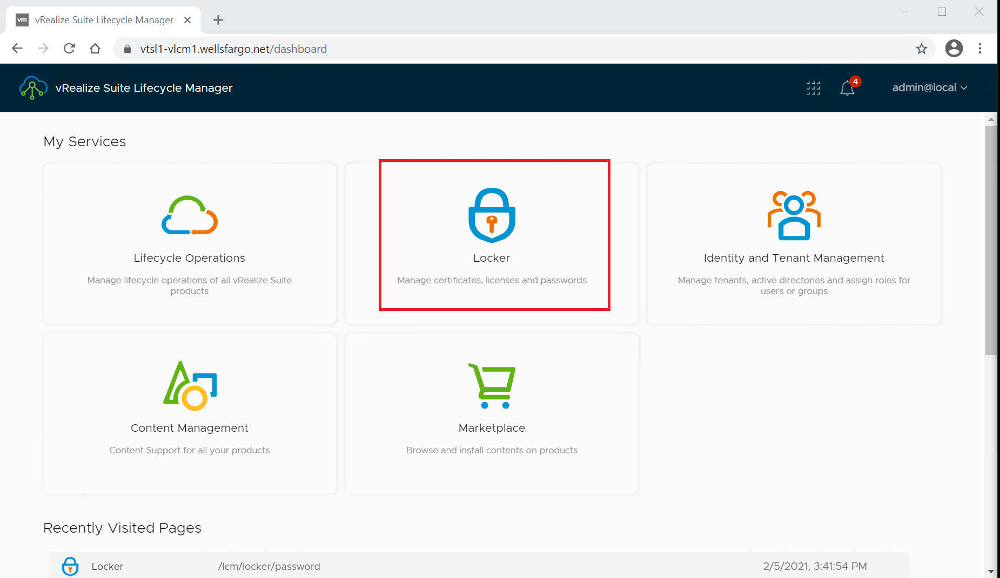 vm vRealize Suite Lifecycle Manager
vtsl1-vlcm1.wellsfargo.net/dashboard
vRealize Suite Lifecycle Manager
4
admin@local
My Services
Lifecycle Operations
Manage lifecycle operations of all vRealize Suite
products
Locker
Manage certificates, licenses and passwords
Identity and Tenant Management
Manage tenants, active directories and assign roles for
users or groups
Content Management
Content Support for all your products
Marketplace
Browse and install contents on products
Recently Visited Pages
Locker /lcm/locker/password 2/5/2021, 3:41:54 PM